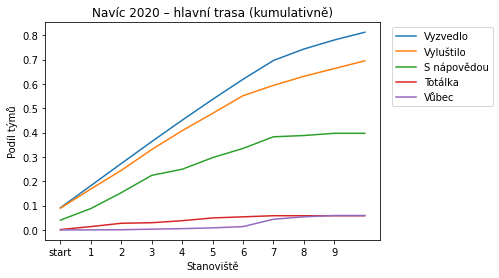 Navíc 2020 – hlavní trasa (kumulativně)
Podíl týmů
0.8
0.7
0.6
0.5
0.4
0.3
0.2
0.1
0.0
start 1 2 3 4 5 6 7 8 9
Stanoviště
Vyzvedlo
Vyluštilo
S nápovědou
Totálka
Vůbec